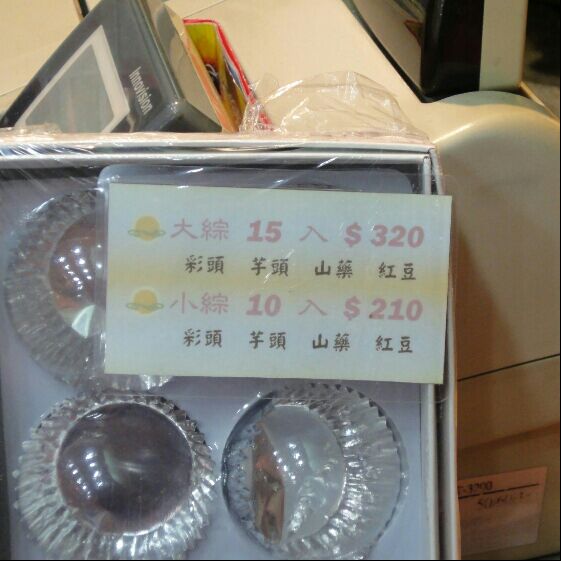 Innovision
大綜 15 入 $ 320
彩頭 芋頭 山藥 紅豆
小綜 10 入 $ 210
彩頭 芋頭 山藥 紅豆